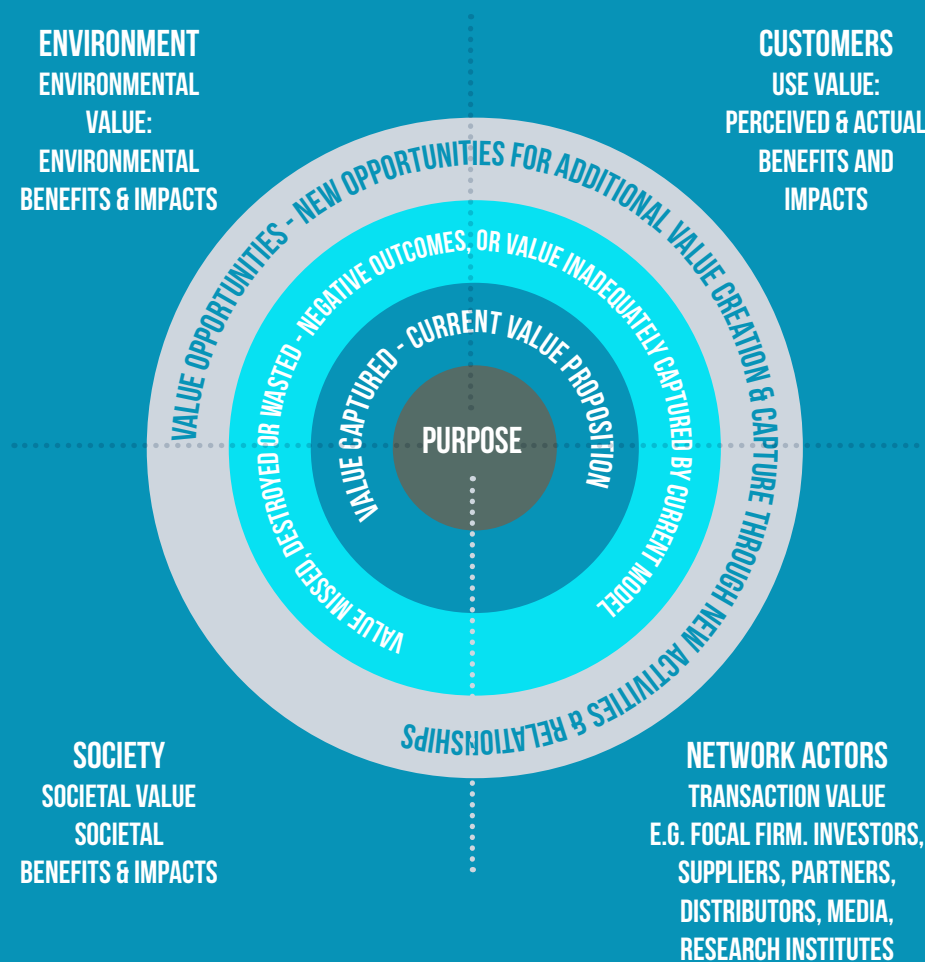 ENVIRONMENT
ENVIRONMENTAL
VALUE:
ENVIRONMENTAL
BENEFITS & IMPACTS
CUSTOMERS
USE VALUE:
PERCEIVED & ACTUAL
BENEFITS AND
IMPACTS
VALUE OPPORTUNITIES - NEW OPPORTUNITIES FOR ADDITIONAL VALUE CREATION & CAPTURE THROUGH NEW ACTIVITIES & RELATIONSHIPS
VALUE MISSED, DESTROYED OR WASTED - NEGATIVE OUTCOMES, OR VALUE INADEQUATELY CAPTURED BY CURRENT MODEL
VALUE CAPTURED - CURRENT VALUE PROPOSITION
PURPOSE
SOCIETY
SOCIETAL VALUE
SOCIETAL
BENEFITS & IMPACTS
NETWORK ACTORS
TRANSACTION VALUE
E.G. FOCAL FIRM. INVESTORS,
SUPPLIERS, PARTNERS,
DISTRIBUTORS, MEDIA,
RESEARCH INSTITUTES